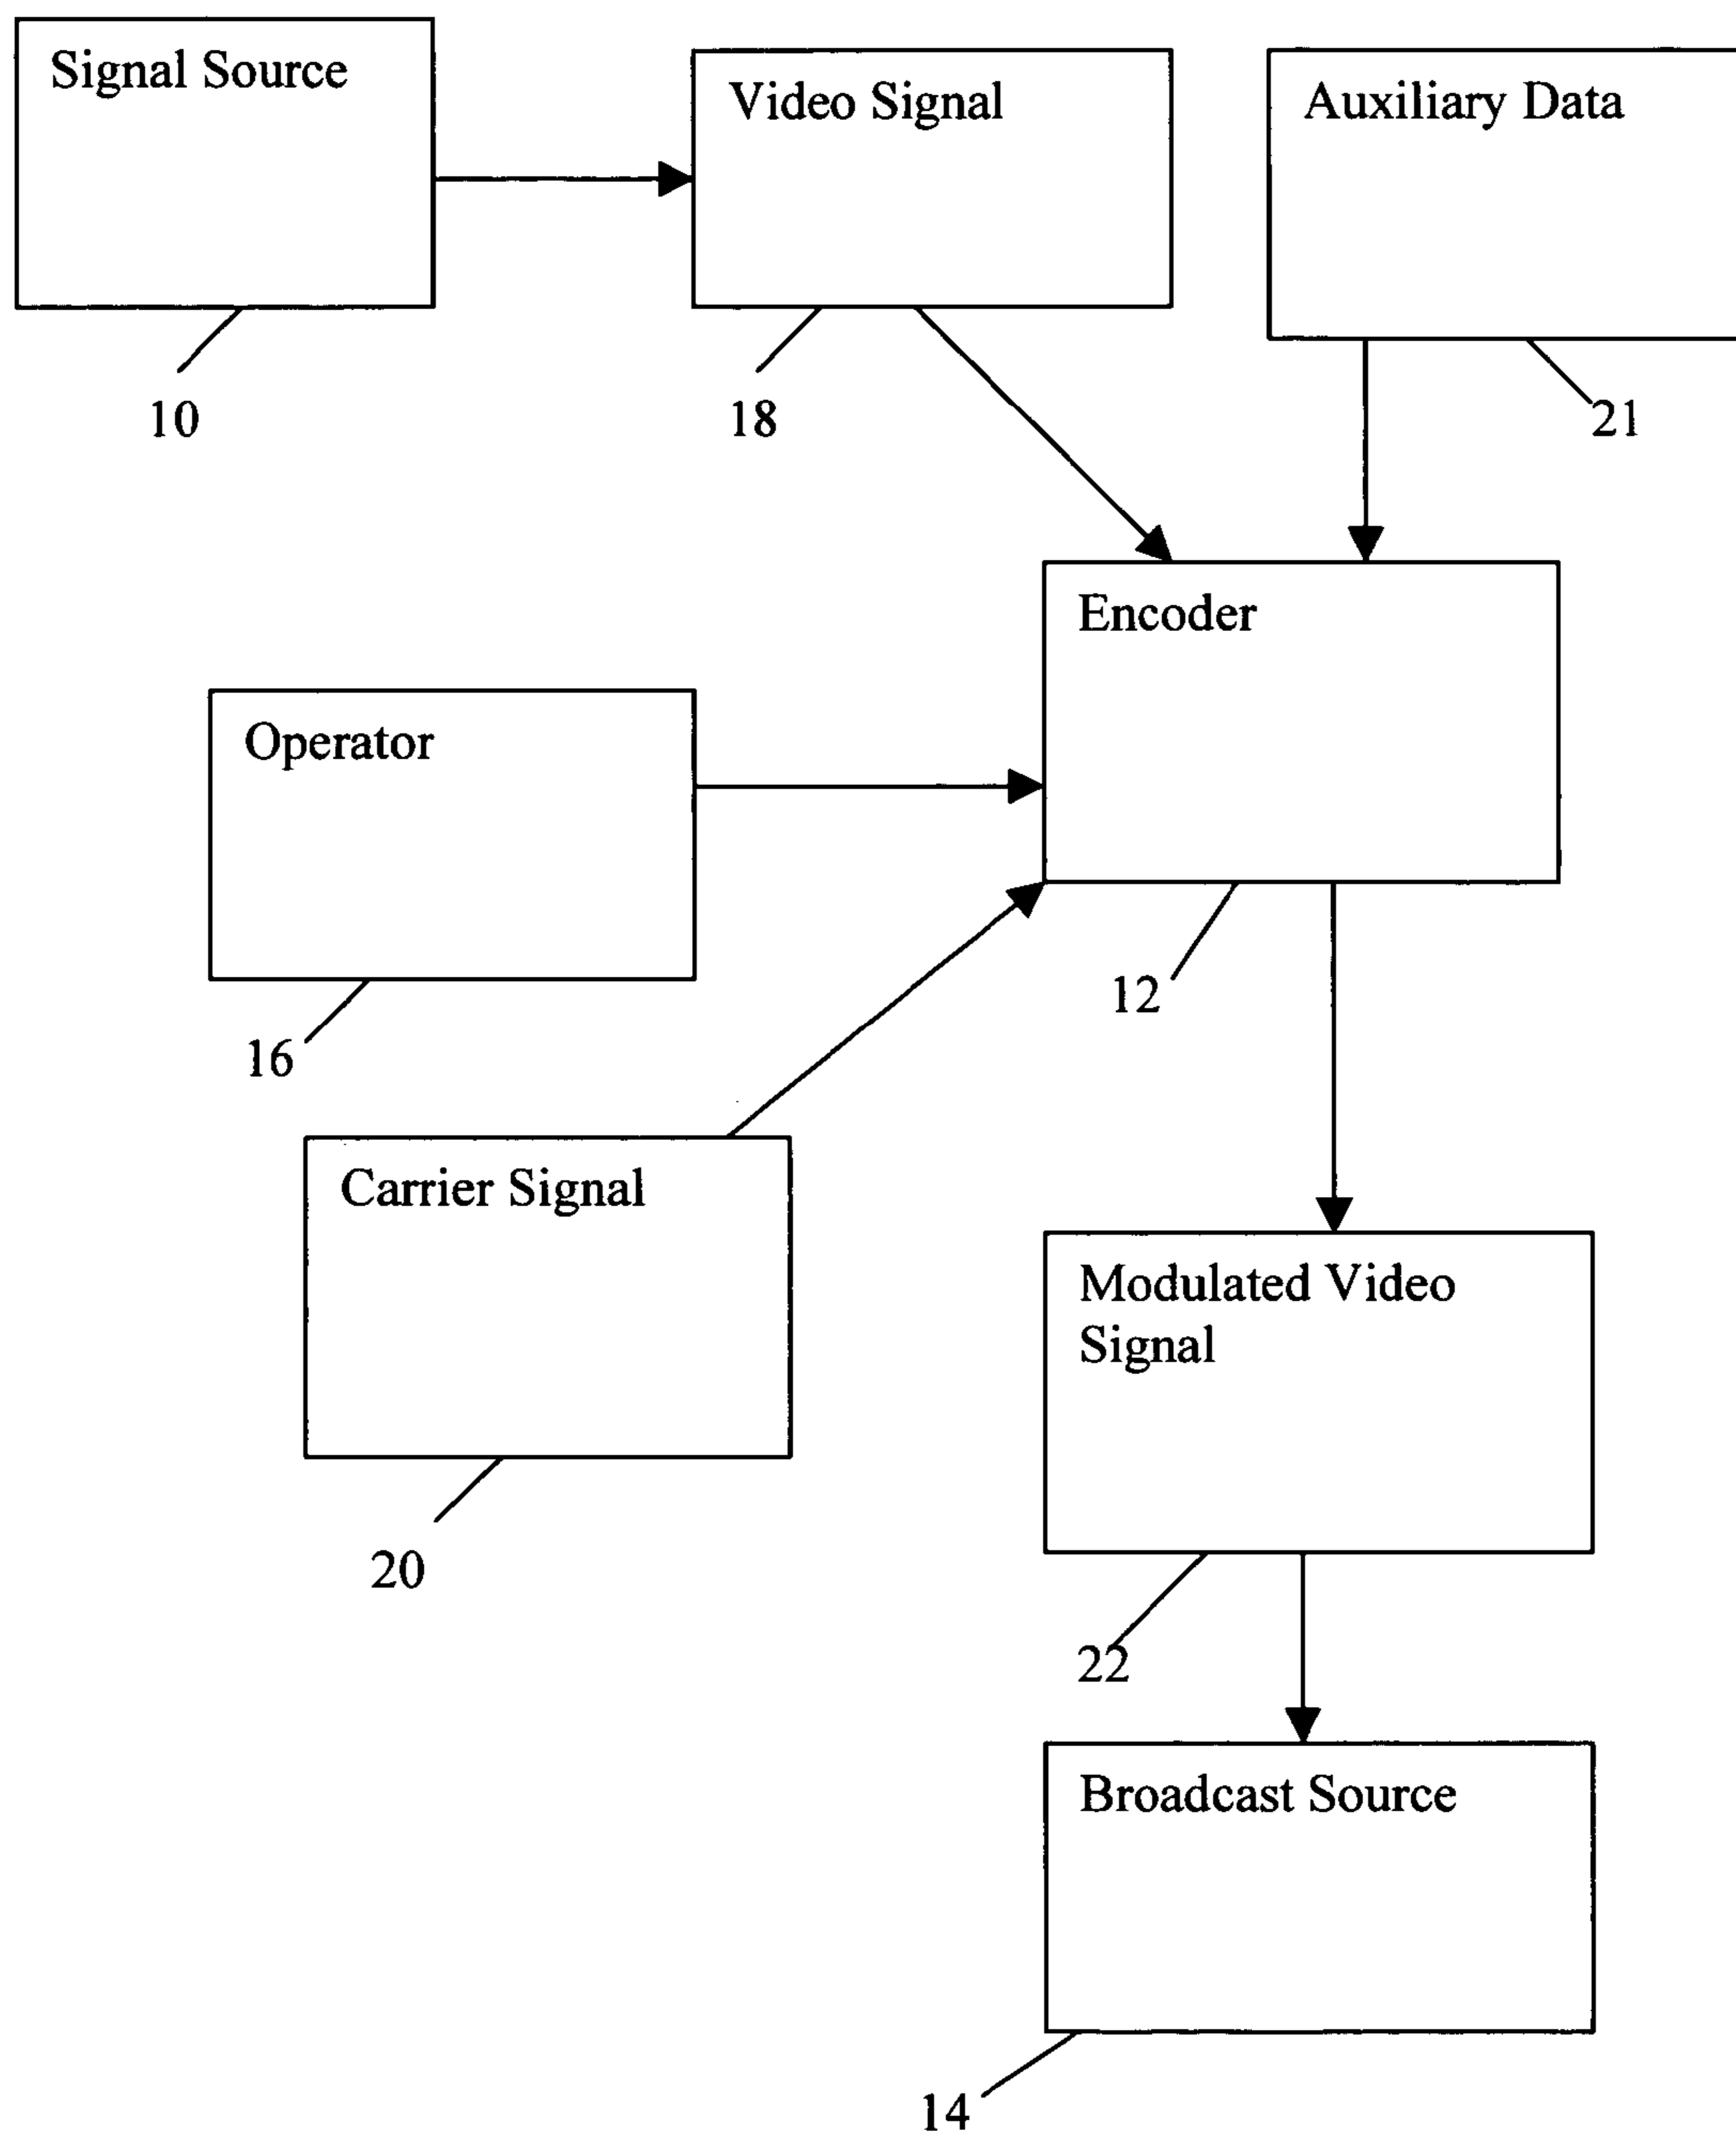 Signal Source
Video Signal
Auxiliary Data
10
18
21
Encoder
Operator
12
16
Carrier Signal
Modulated Video
Signal
20
22
Broadcast Source
14